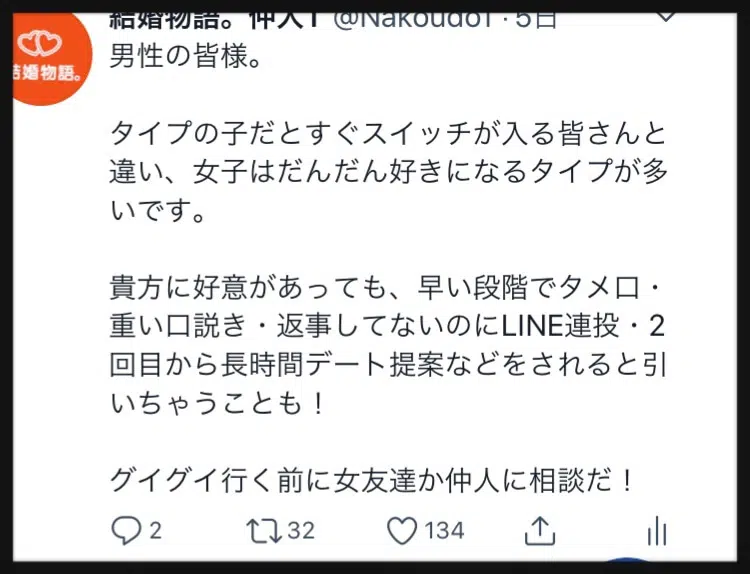 結婚物語。仲人T @Nakoudo1・5日
結婚物語。
男性の皆様。
タイプの子だとすぐスイッチが入る皆さんと
違い、女子はだんだん好きになるタイプが多
いです。
貴方に好意があっても、早い段階でタメ口・
重い口説き・返事してないのにLINE連投・2
回目から長時間デート提案などをされると引
いちゃうことも！
グイグイ行く前に女友達か仲人に相談だ！
2 32 134